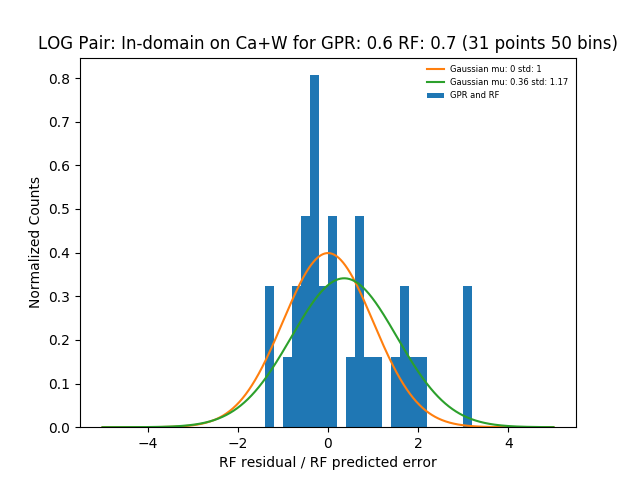 LOG Pair: In-domain on Ca+W for GPR: 0.6 RF: 0.7 (31 points 50 bins)
Gaussian mu: 0 std: 1
Gaussian mu: 0.36 std: 1.17
GPR and RF
Normalized Counts
0.8
0.7
0.6
0.5
0.4
0.3
0.2
0.1
0.0
−4 −2 0 2 4
RF residual / RF predicted error